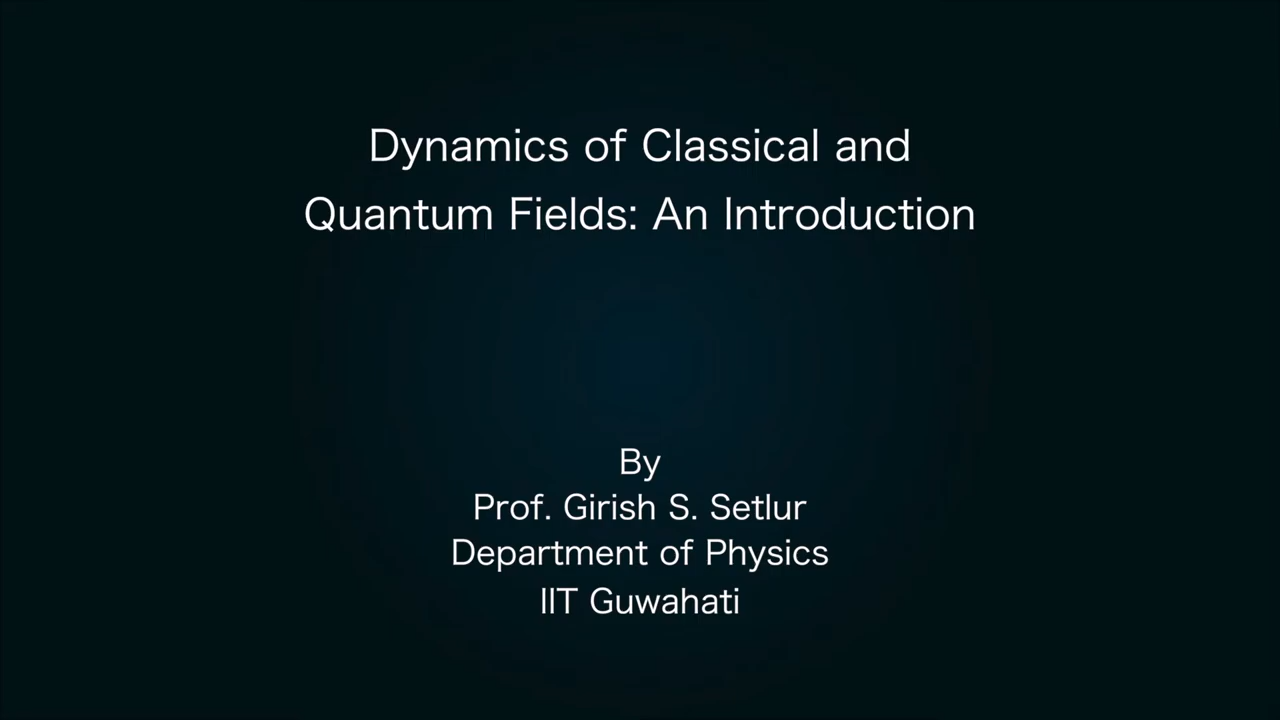 Dynamics of Classical and
Quantum Fields: An Introduction
By
Prof. Girish S. Setlur
Department of Physics
IIT Guwahati